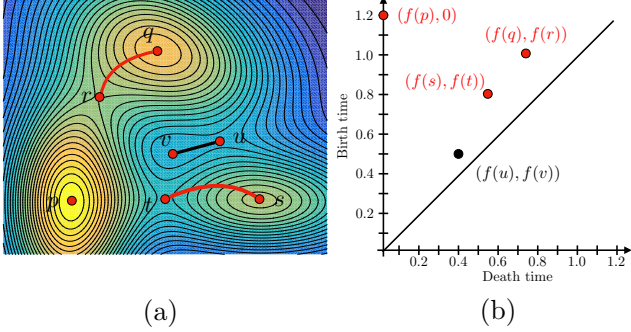 q
r
v
u
p
t
s
(a)
Birth time
1.2
1.0
0.8
0.6
0.4
0.2
(f(p), 0)
(f(q), f(r))
(f(s), f(t))
(f(u), f(v))
0.2 0.4 0.6 0.8 1.0 1.2
Death time
(b)